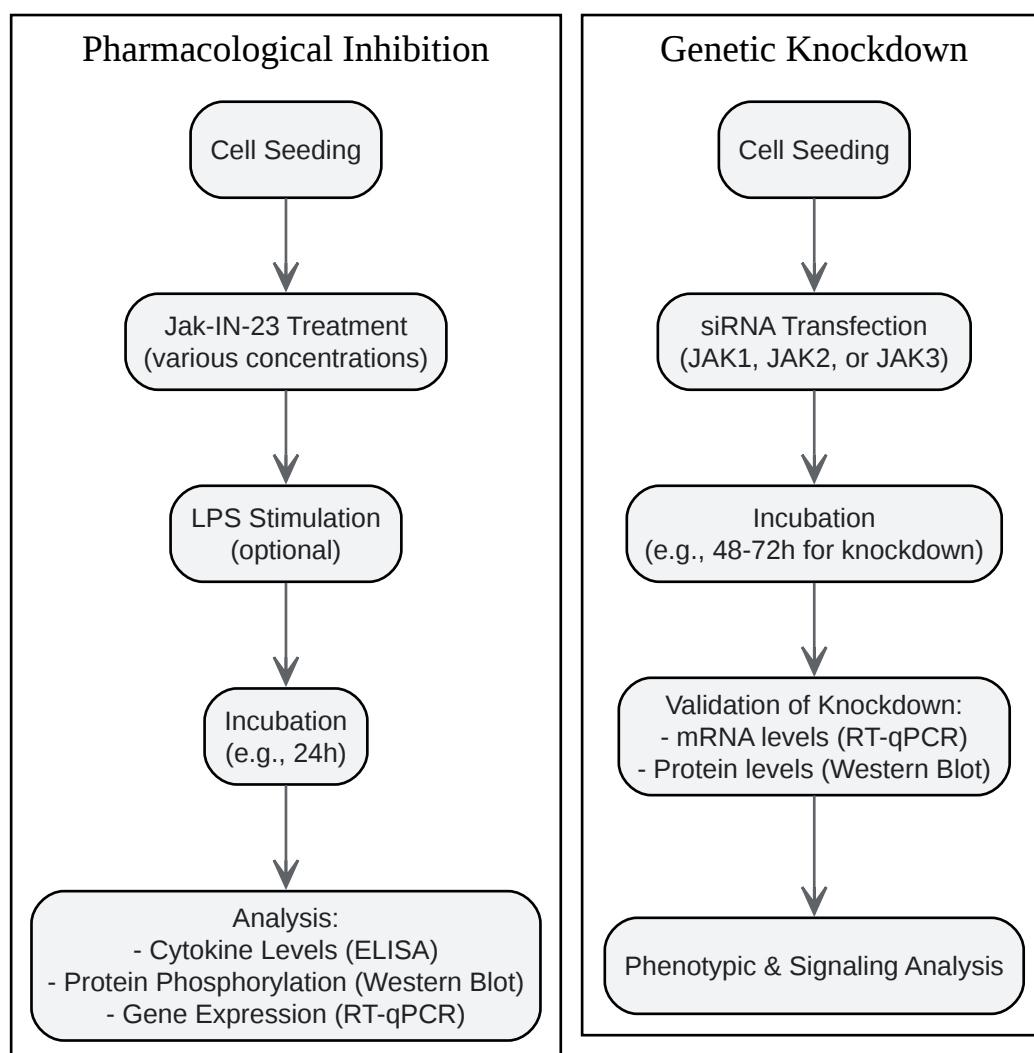 Pharmacological Inhibition
Cell Seeding
Jak-IN-23 Treatment
(various concentrations)
LPS Stimulation
(optional)
Incubation
(e.g., 24h)
Analysis:
- Cytokine Levels (ELISA)
- Protein Phosphorylation (Western Blot)
- Gene Expression (RT-qPCR)
Genetic Knockdown
Cell Seeding
siRNA Transfection
(JAK1, JAK2, or JAK3)
Incubation
(e.g., 48-72h for knockdown)
Validation of Knockdown:
- mRNA levels (RT-qPCR)
- Protein levels (Western Blot)
Phenotypic & Signaling Analysis